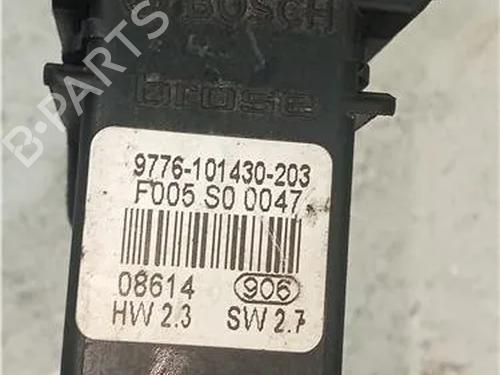 BOSCH
brose
9776-101430-203
F005 S0 0047
08614 906
HW 2.3 SW 2.7
B-PARTS